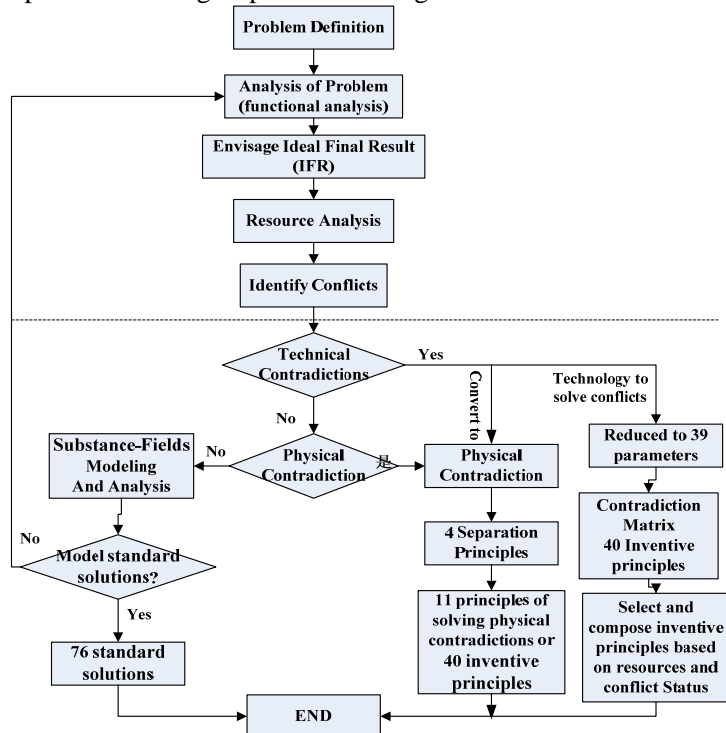 Problem Definition
Analysis of Problem
(functional analysis)
Envisage Ideal Final Result
(IFR)
Resource Analysis
Identify Conflicts
Technical
Contradictions
Yes
Convert to
Technology to
solve conflicts
No
Physical
Contradiction
是
No
Substance-Fields
Modeling
And Analysis
Physical
Contradiction
Reduced to 39
parameters
4 Separation
Principles
Contradiction
Matrix
40 Inventive
principles
No
Model standard
solutions?
Yes
76 standard
solutions
11 principles of
solving physical
contradictions or
40 inventive
principles
Select and
compose inventive
principles based
on resources and
conflict Status
END